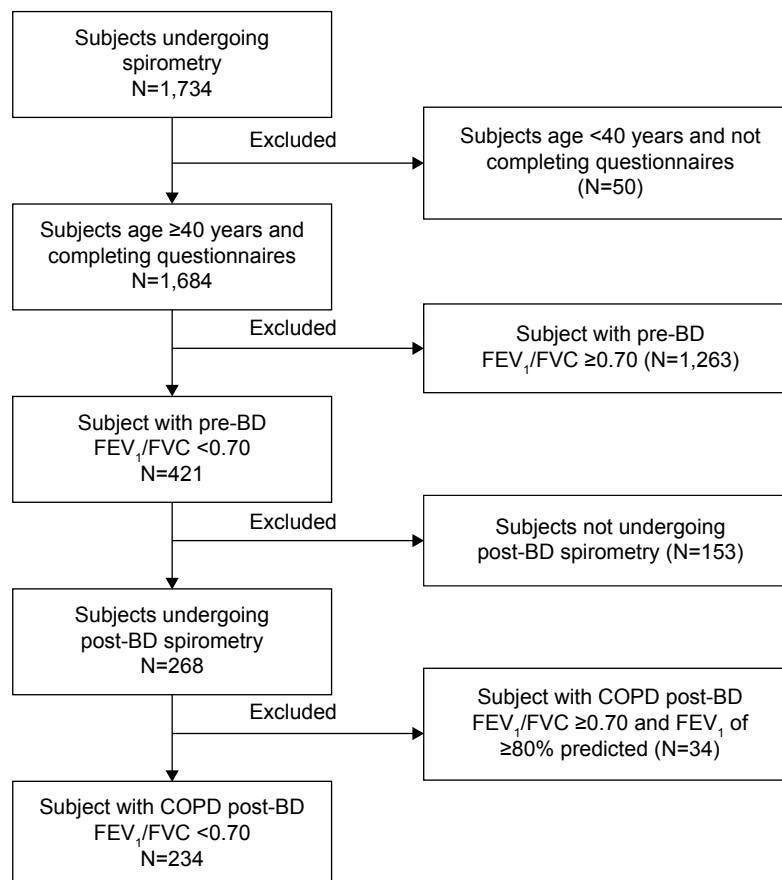 Subjects undergoing
spirometry
N=1,734
Excluded
Subjects age <40 years and not
completing questionnaires
(N=50)
Subjects age ≥40 years and
completing questionnaires
N=1,684
Excluded
Subject with pre-BD
FEV₁/FVC ≥0.70 (N=1,263)
Subject with pre-BD
FEV₁/FVC <0.70
N=421
Excluded
Subjects not undergoing
post-BD spirometry (N=153)
Subjects undergoing
post-BD spirometry
N=268
Excluded
Subject with COPD post-BD
FEV₁/FVC ≥0.70 and FEV₁ of
≥80% predicted (N=34)
Subject with COPD post-BD
FEV₁/FVC <0.70
N=234